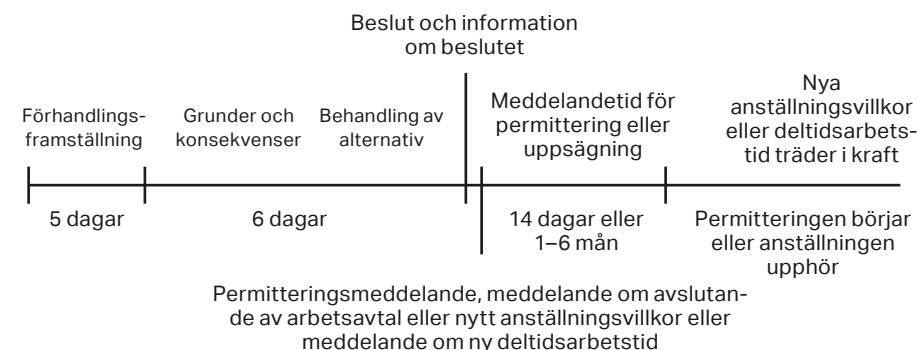 Beslut och information
om beslutet
Förhandlings-
framställning
Grunder och
konsekvenser
Behandling av
alternativ
Meddelandetid för
permittering eller
uppsägning
Nya
anställningsvillkor
eller deltidsarbets-
tid träder i kraft
5 dagar
6 dagar
14 dagar eller
1–6 mån
Permitteringen börjar
eller anställningen
upphör
Permitteringsmeddelande, meddelande om avslutan-
de av arbetsavtal eller nytt anställningsvillkor eller
meddelande om ny deltidsarbetstid